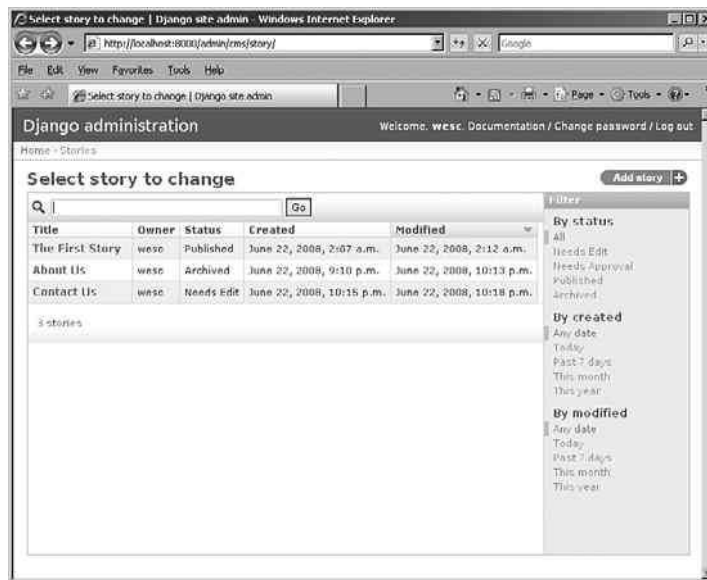 Select story to change | Django site admin - Windows Internet Explorer
http://localhost:8000/admin/cms/story/
Google
File Edit View Favorites Tools Help
Select story to change | Django site admin
Page Tools
Django administration
Welcome, wesc. Documentation / Change password / Log out
Home › Stories
Select story to change
Add story
Go
Title Owner Status Created Modified
The First Story wesc Published June 22, 2008, 2:07 a.m. June 22, 2008, 2:12 a.m.
About Us wesc Archived June 22, 2008, 9:10 p.m. June 22, 2008, 10:13 p.m.
Contact Us wesc Needs Edit June 22, 2008, 10:15 p.m. June 22, 2008, 10:18 p.m.
3 stories
Filter
By status
All
Needs Edit
Needs Approval
Published
Archived
By created
Any date
Today
Past 7 days
This month
This year
By modified
Any date
Today
Past 7 days
This month
This year